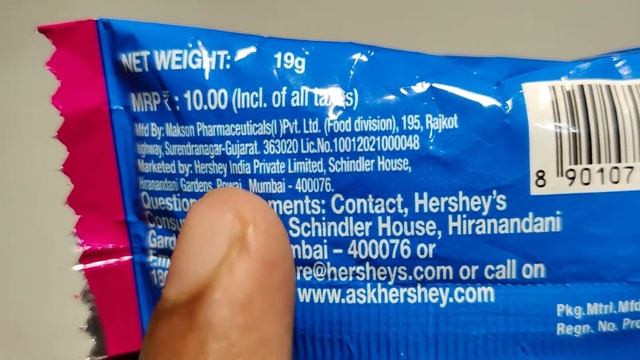 NET WEIGHT: 19g
MRP ₹ : 10.00 (Incl. of all taxes)
Mfd By: Makson Pharmaceuticals(I )Pvt. Ltd. (Food division), 195, Rajkot
highway, Surendranagar-Gujarat. 363020 Lic.No.10012021000048
Marketed by: Hershey India Private Limited, Schindler House,
Hiranandani Gardens, Powai, Mumbai - 400076.
ments: Contact, Hershey's
Schindler House, Hiranandani
Gard mbai – 400076 or
re@hersheys.com or call on
www.askhershey.com
8 90107
Pkg.Mtrl.Mfd
Regn. No. Pr